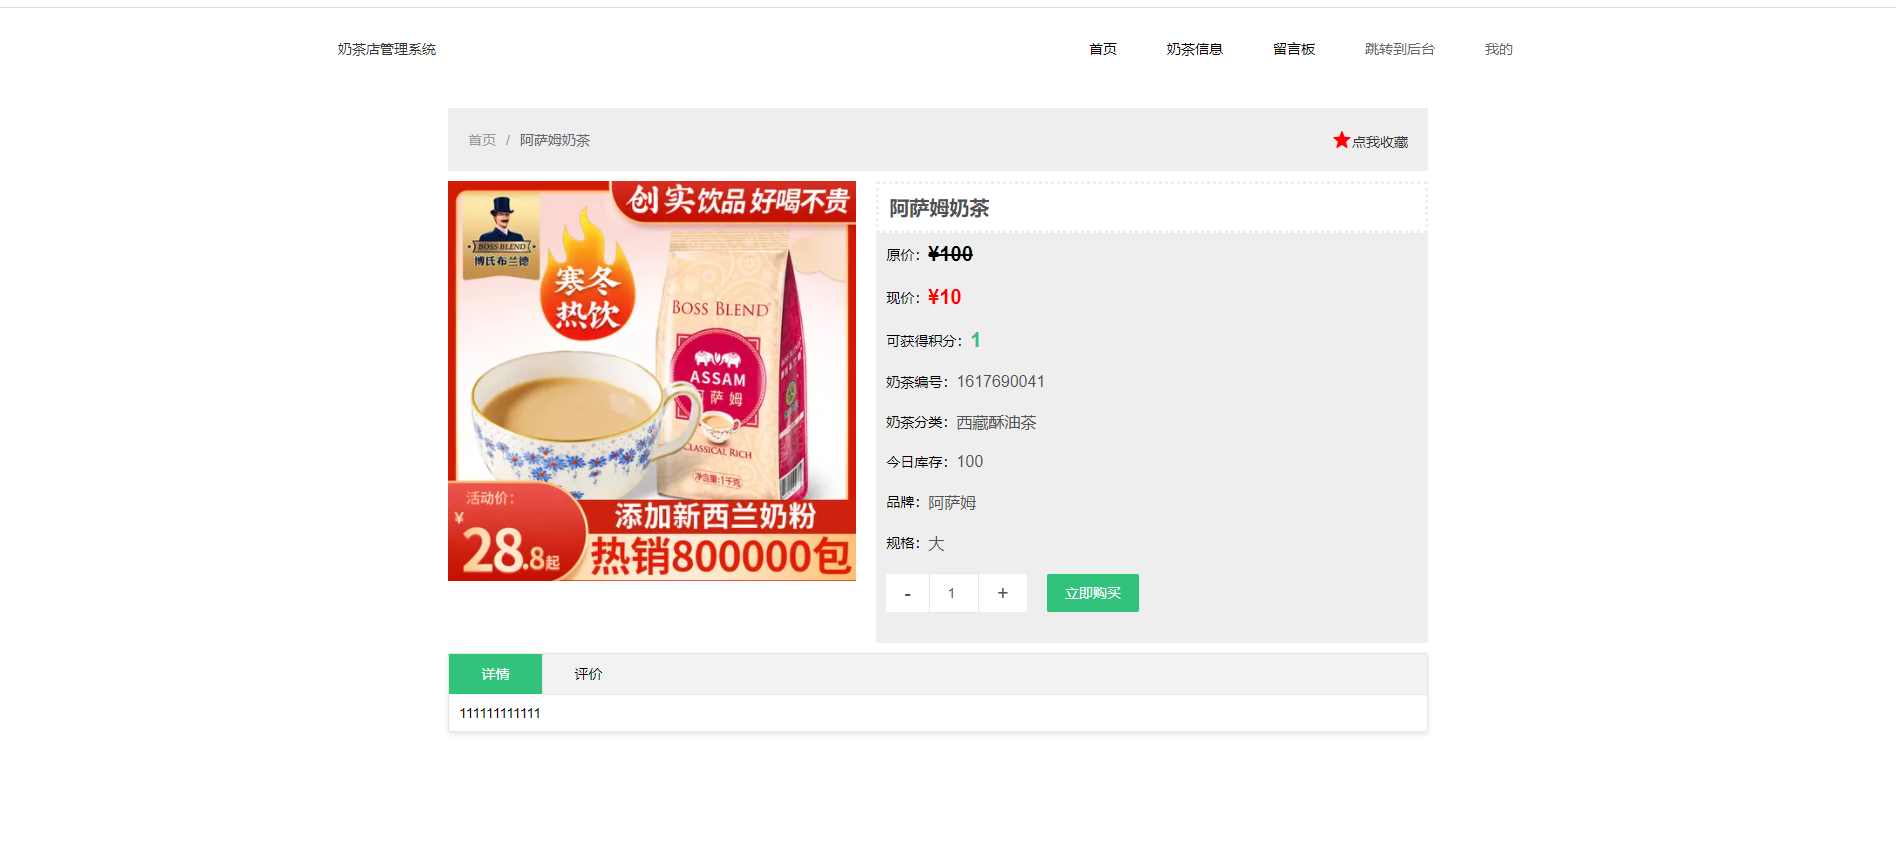 奶茶店管理系统
首页 奶茶信息 留言板 跳转到后台 我的
首页 / 阿萨姆奶茶
点我收藏
创实饮品 好喝不贵
BOSS BLEND
博氏布兰德
寒冬
热饮
BOSS BLEND
ASSAM
阿萨姆
CLASSICAL RICH
净含量:1千克
活动价:
¥
28.8起
添加新西兰奶粉
热销800000包
阿萨姆奶茶
原价: ¥100
现价: ¥10
可获得积分: 1
奶茶编号: 1617690041
奶茶分类: 西藏酥油茶
今日库存: 100
品牌: 阿萨姆
规格: 大
- 1 + 立即购买
详情 评价
111111111111